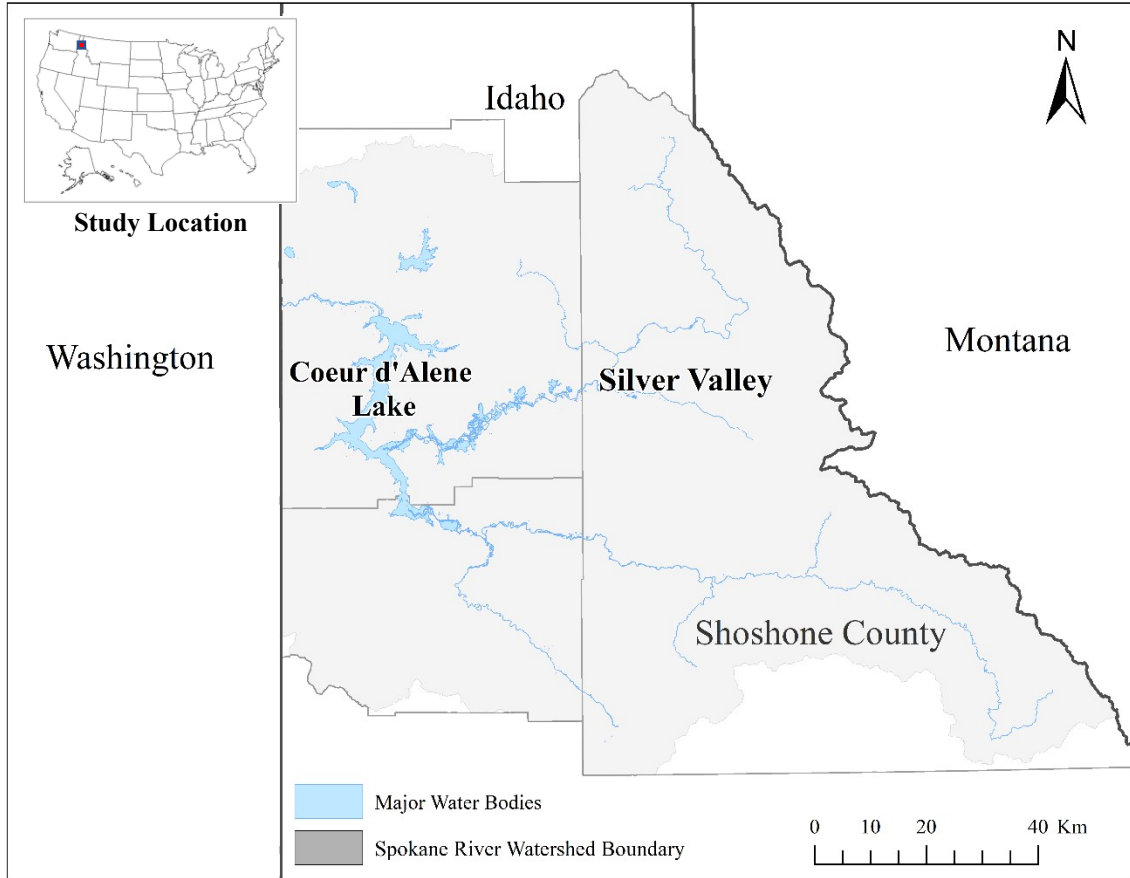 Study Location
N
Idaho
Washington
Montana
Coeur d'Alene
Lake
Silver Valley
Shoshone County
Major Water Bodies
Spokane River Watershed Boundary
0 10 20 40 Km